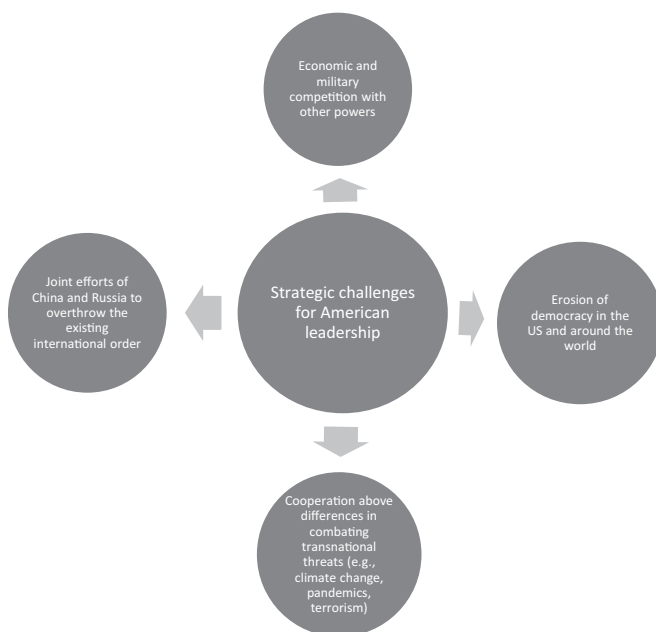 Economic and
military
competition with
other powers
Joint efforts of
China and Russia to
overthrow the
existing
international order
Strategic challenges
for American
leadership
Erosion of
democracy in the
US and around the
world
Cooperation above
differences in
combating
transnational
threats (e.g.,
climate change,
pandemics,
terrorism)